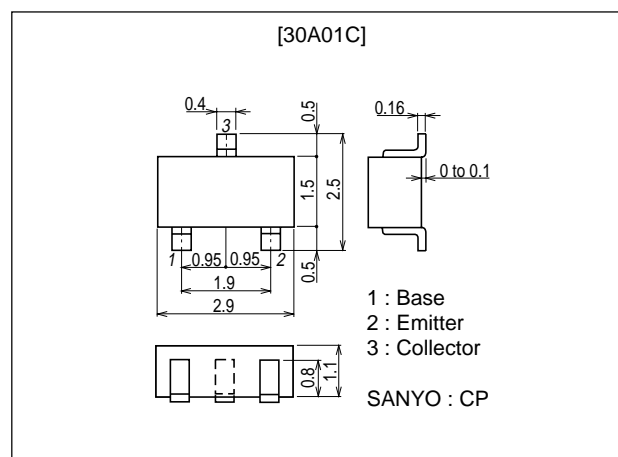 [30A01C]
0.4
3
0.5
0.16
1.5
2.5
0 to 0.1
1
0.95
0.95
2
0.5
1.9
2.9
1 : Base
2 : Emitter
3 : Collector
0.8
1.1
SANYO : CP